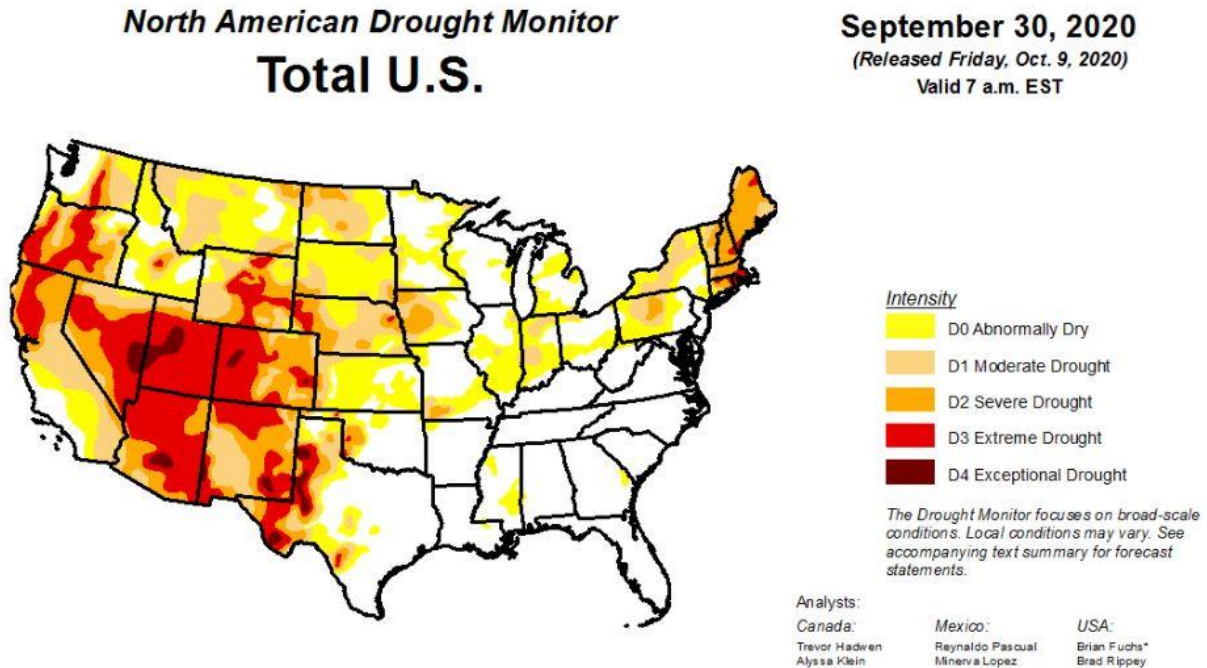 North American Drought Monitor
Total U.S.
September 30, 2020
(Released Friday, Oct. 9, 2020)
Valid 7 a.m. EST
Intensity
D0 Abnormally Dry
D1 Moderate Drought
D2 Severe Drought
D3 Extreme Drought
D4 Exceptional Drought
The Drought Monitor focuses on broad-scale
conditions. Local conditions may vary. See
accompanying text summary for forecast
statements.
Analysts:
Canada: Mexico: USA:
Trevor Hadwen Reynaldo Pascual Brian Fuchs*
Alyssa Klein Minerva Lopez Brad Rippey